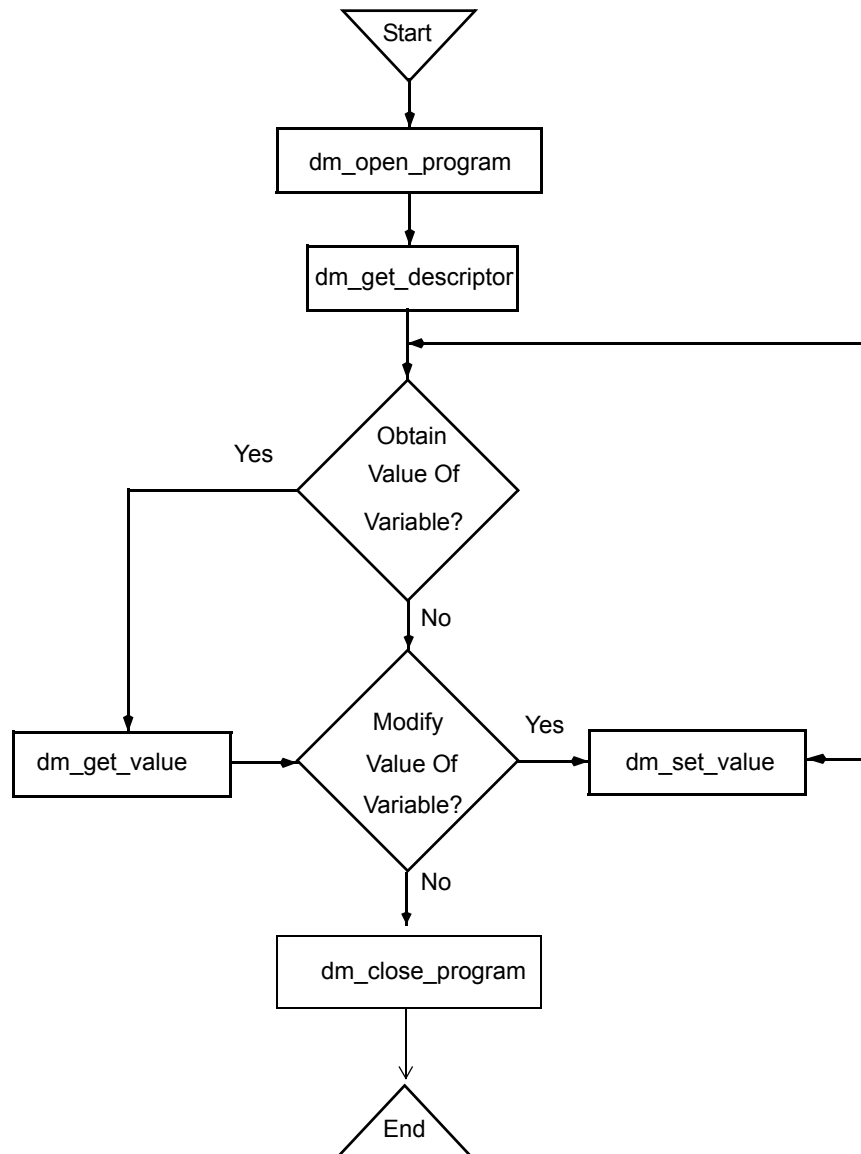 Start
dm_open_program
dm_get_descriptor
Obtain
Value Of
Variable?
Yes
No
dm_get_value
Modify
Value Of
Variable?
Yes
dm_set_value
No
dm_close_program
End